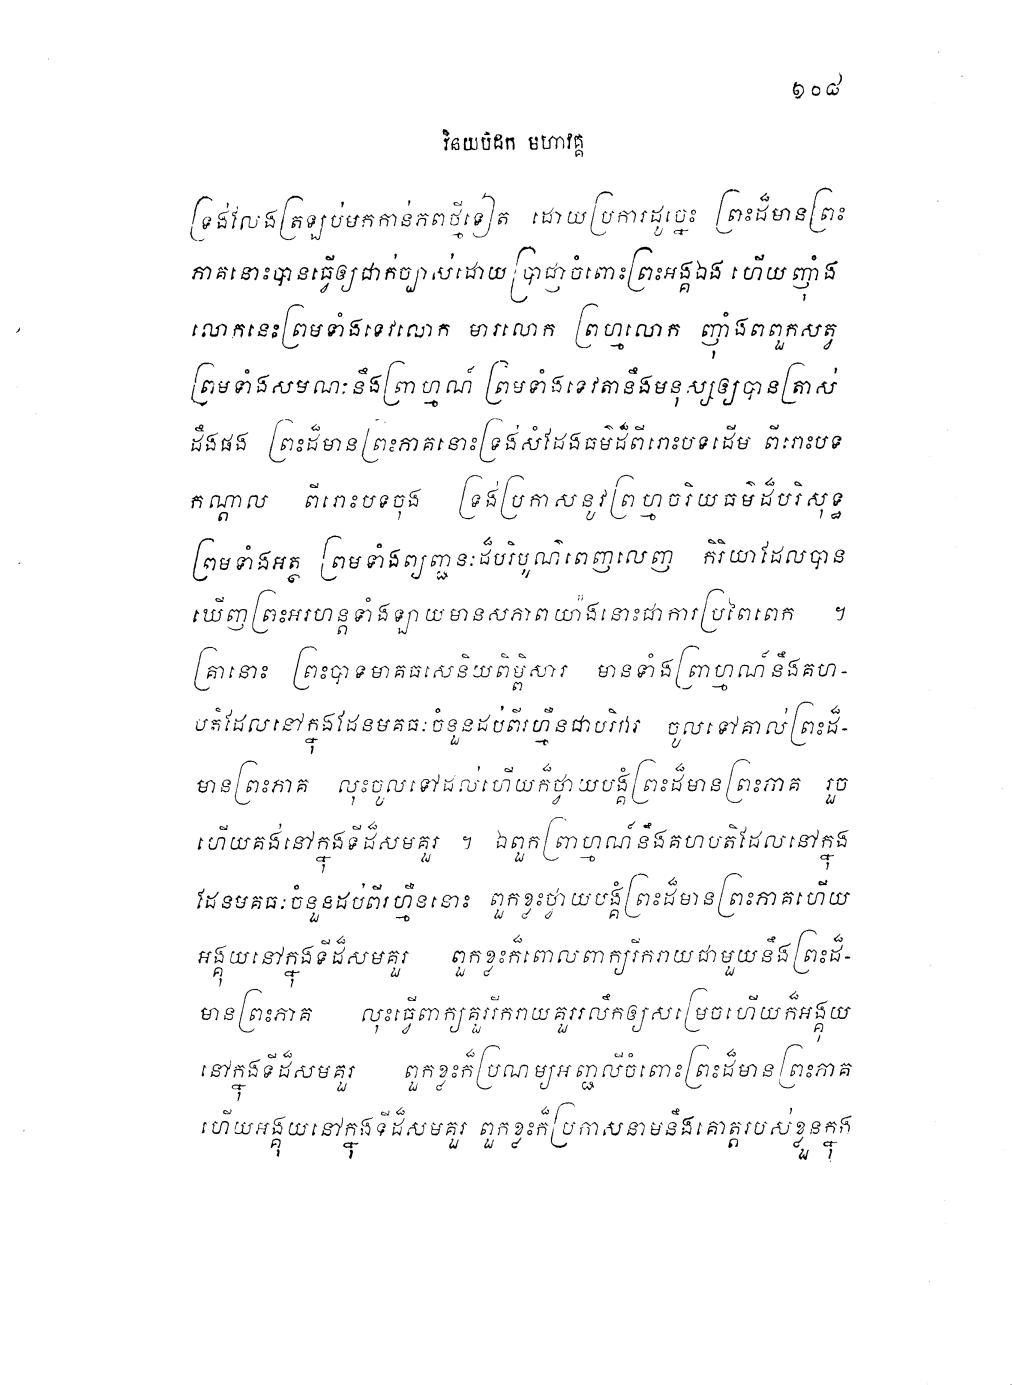 ១០៨
វិនយបិដក មហាវគ្គ
ទ្រង់លែងត្រឡប់មកកាន់ភពថ្មីទៀត ដោយប្រការដូច្នេះ ព្រះដ៏មានព្រះ
ភាគនោះបានធ្វើឲ្យជាក់ច្បាស់ដោយប្រាជ្ញាចំពោះព្រះអង្គឯង ហើយញ៉ាំង
លោកនេះព្រមទាំងទេវលោក មារលោក ព្រហ្មលោក ញ៉ាំងពពួកសត្វ
ព្រមទាំងសមណៈនឹងព្រាហ្មណ៍ ព្រមទាំងទេវតានឹងមនុស្សឲ្យបានត្រាស់
ដឹងផង ព្រះដ៏មានព្រះភាគនោះទ្រង់សំដែងធម៌ដ៏ពីរោះបទដើម ពីរោះបទ
កណ្តាល ពីរោះបទចុង ទ្រង់ប្រកាសនូវព្រហ្មចរិយធម៌ដ៏បរិសុទ្ធ
ព្រមទាំងអត្ថ ព្រមទាំងព្យញ្ជនៈដ៏បរិបូណ៌ពេញលេញ កិរិយាដែលបាន
ឃើញព្រះអរហន្តទាំងឡាយមានសភាពយ៉ាងនោះជាការប្រពៃពេក ។
គ្រានោះ ព្រះបាទមាគធសេនិយពិម្ពិសារ មានទាំងព្រាហ្មណ៍នឹងគហ-
បតិដែលនៅក្នុងដែនមគធៈចំនួនដប់ពីរហ្មឺនជាបរិវារ ចូលទៅគាល់ព្រះដ៏-
មានព្រះភាគ លុះចូលទៅដល់ហើយក៏ថ្វាយបង្គំព្រះដ៏មានព្រះភាគ រួច
ហើយគង់នៅក្នុងទីដ៏សមគួរ ។ ឯពួកព្រាហ្មណ៍នឹងគហបតិដែលនៅក្នុង
ដែនមគធៈចំនួនដប់ពីរហ្មឺននោះ ពួកខ្លះថ្វាយបង្គំព្រះដ៏មានព្រះភាគហើយ
អង្គុយនៅក្នុងទីដ៏សមគួរ ពួកខ្លះក៏ពោលពាក្យរីករាយជាមួយនឹងព្រះដ៏-
មានព្រះភាគ លុះធ្វើពាក្យគួររីករាយគួររលឹកឲ្យសម្រេចហើយក៏អង្គុយ
នៅក្នុងទីដ៏សមគួរ ពួកខ្លះក៏ប្រណម្យអញ្ជលីចំពោះព្រះដ៏មានព្រះភាគ
ហើយអង្គុយនៅក្នុងទីដ៏សមគួរ ពួកខ្លះក៏ប្រកាសនាមនឹងគោត្តរបស់ខ្លួនក្នុង